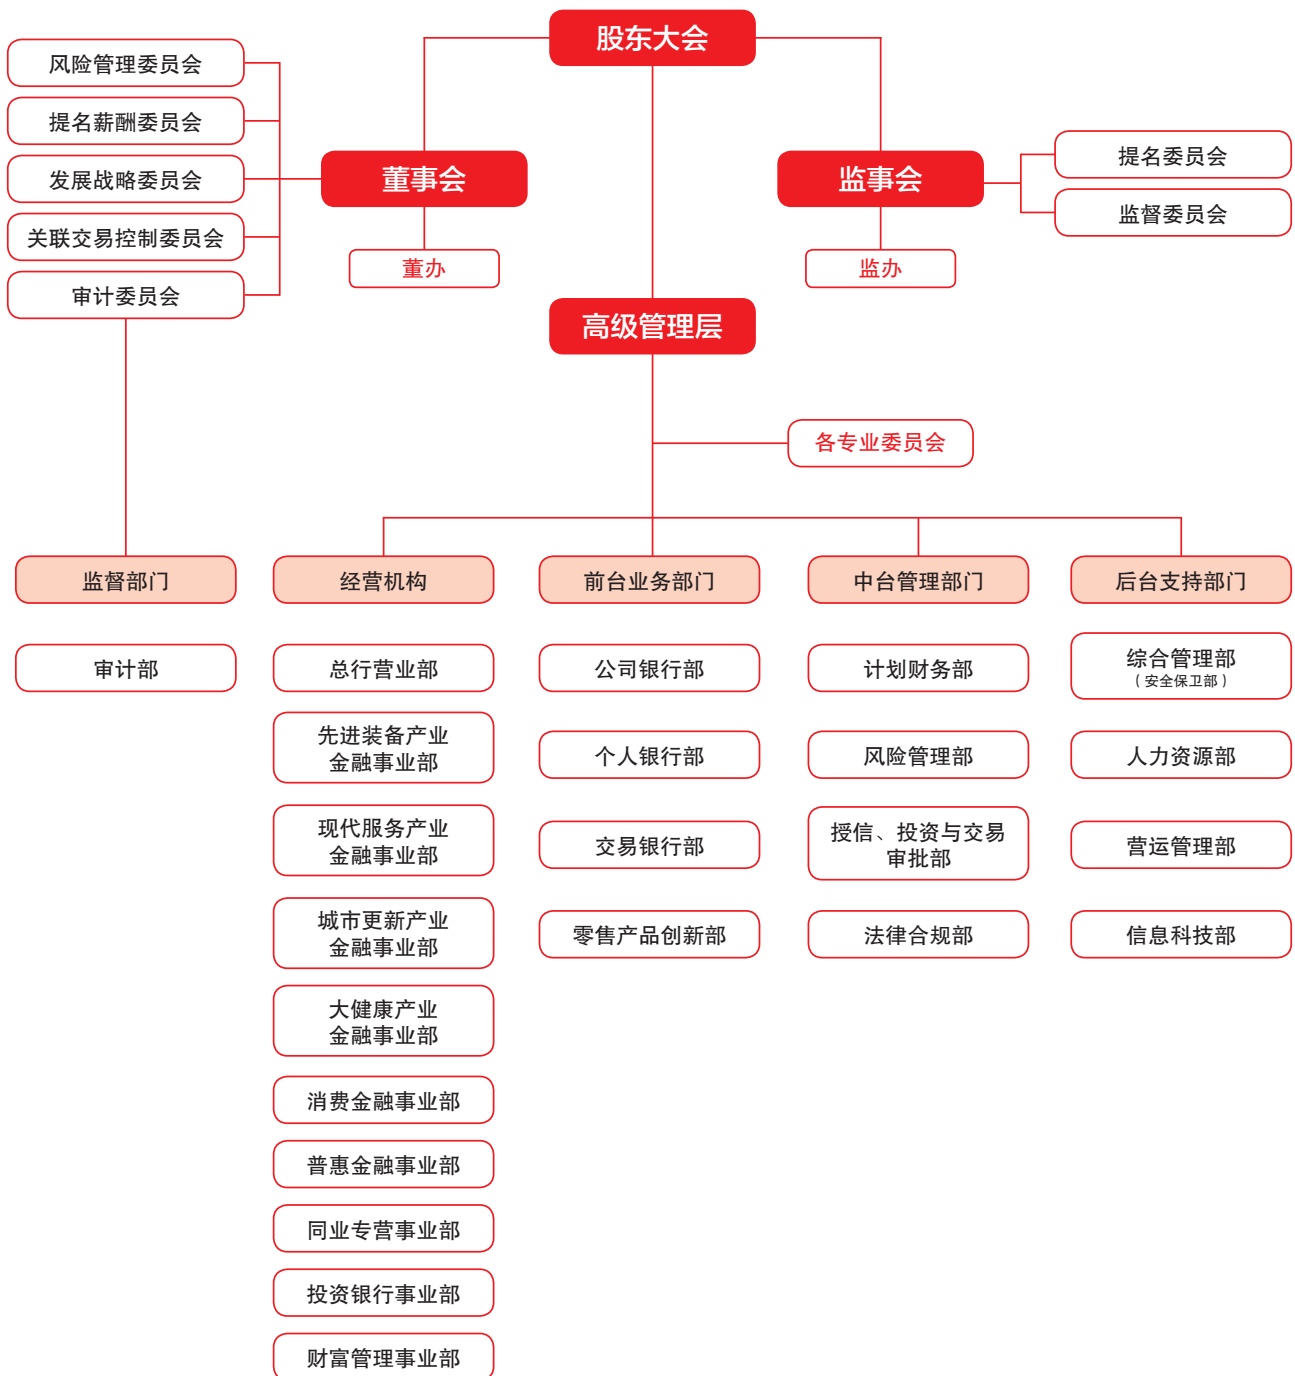 股东大会
风险管理委员会
提名薪酬委员会
发展战略委员会
关联交易控制委员会
审计委员会
董事会
董办
监事会
监办
提名委员会
监督委员会
高级管理层
各专业委员会
监督部门
经营机构
前台业务部门
中台管理部门
后台支持部门
审计部
总行营业部
先进装备产业
金融事业部
现代服务产业
金融事业部
城市更新产业
金融事业部
大健康产业
金融事业部
消费金融事业部
普惠金融事业部
同业专营事业部
投资银行事业部
财富管理事业部
公司银行部
个人银行部
交易银行部
零售产品创新部
计划财务部
风险管理部
授信、投资与交易
审批部
法律合规部
综合管理部
（安全保卫部）
人力资源部
营运管理部
信息科技部